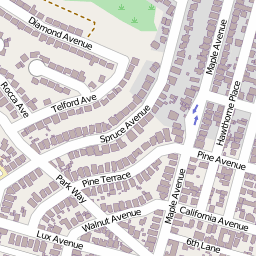 Diamond Avenue
Maple Avenue
Rocca Ave
Telford Ave
Hawthorne Place
Spruce Avenue
Pine Avenue
Pine Terrace
Park Way
Maple Avenue
Walnut Avenue
California Avenue
Lux Avenue
6th Lane